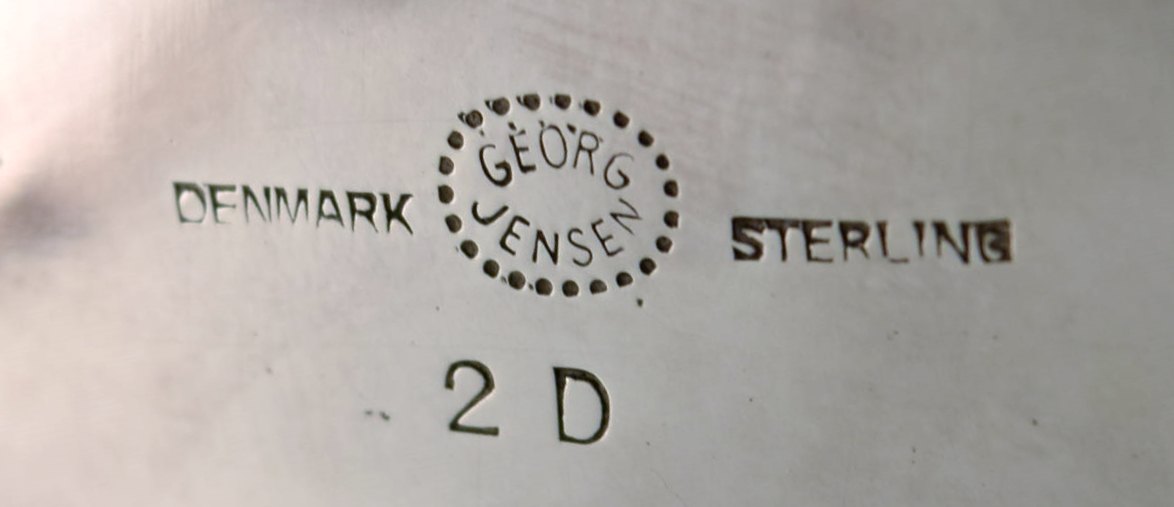 DENMARK GEORG JENSEN STERLING
2 D